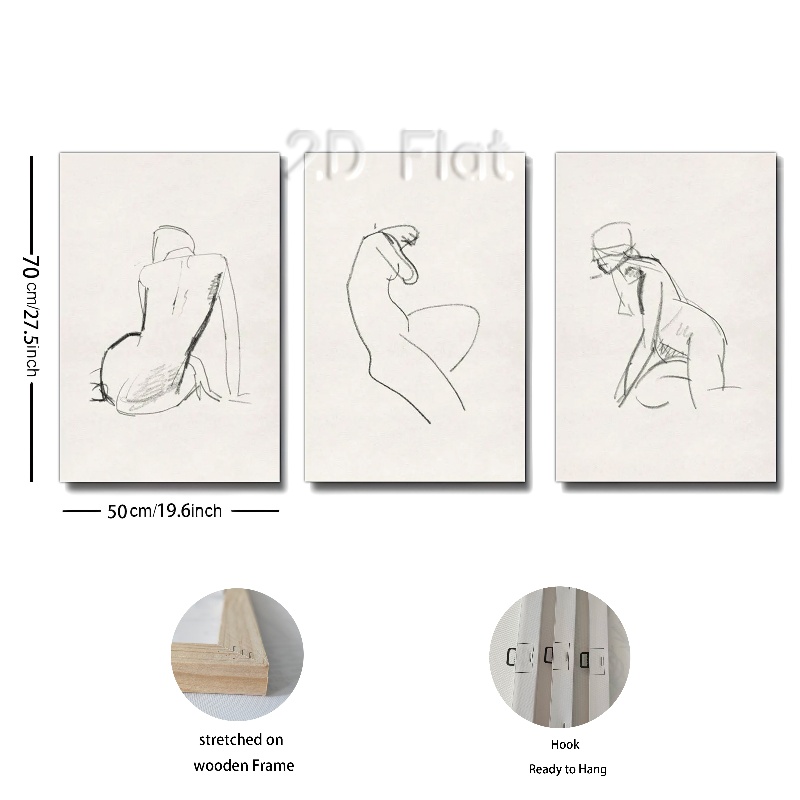 2D Flat
70 cm/27.5inch
50cm/19.6inch
stretched on
wooden Frame
Hook
Ready to Hang